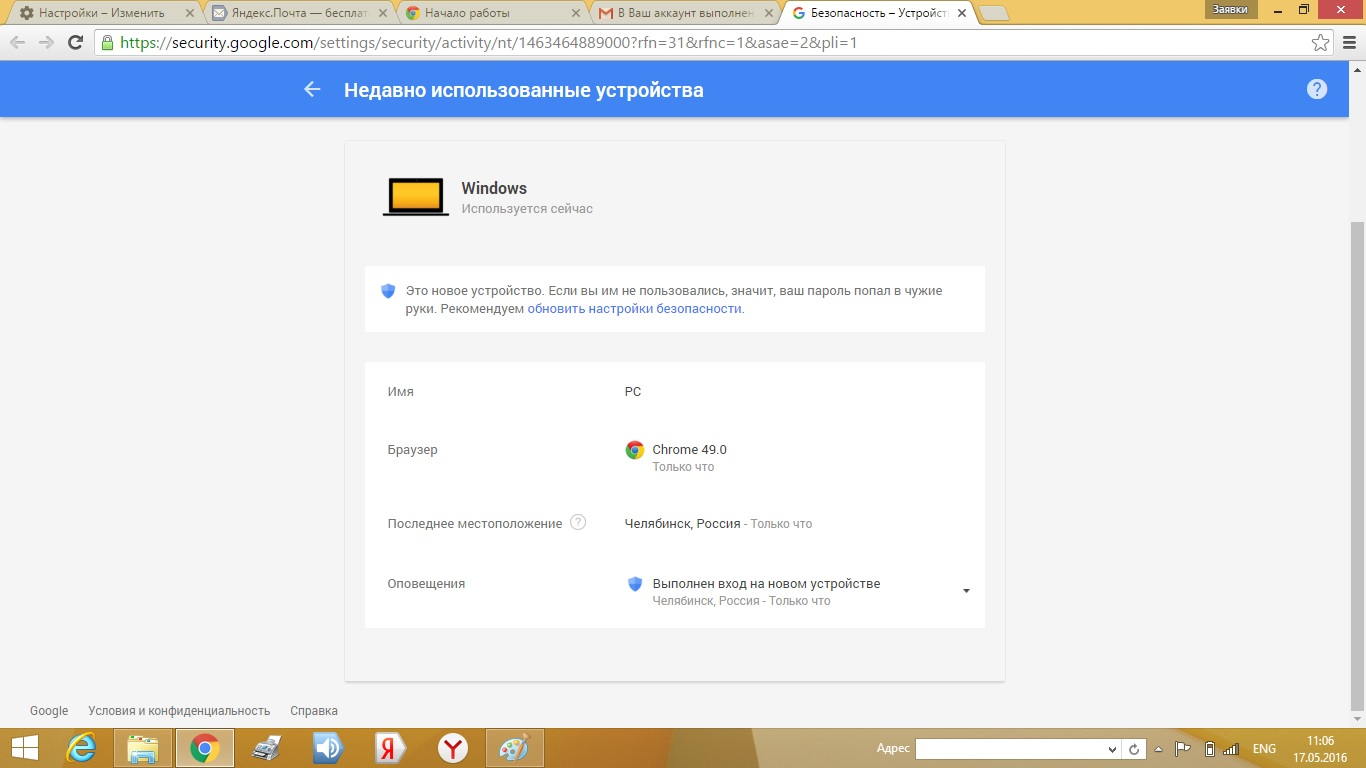 Настройки – Изменить
Яндекс.Почта — бесплат
Начало работы
В Ваш аккаунт выполнен
Безопасность – Устройст
Заявки
https://security.google.com/settings/security/activity/nt/1463464889000?rfn=31&rfnc=1&asae=2&pli=1
Недавно использованные устройства
?
Windows
Используется сейчас
Это новое устройство. Если вы им не пользовались, значит, ваш пароль попал в чужие
руки. Рекомендуем обновить настройки безопасности.
Имя PC
Браузер Chrome 49.0
Только что
Последнее местоположение ? Челябинск, Россия - Только что
Оповещения Выполнен вход на новом устройстве
Челябинск, Россия - Только что
Google Условия и конфиденциальность Справка
Адрес ENG 11:06
17.05.2016